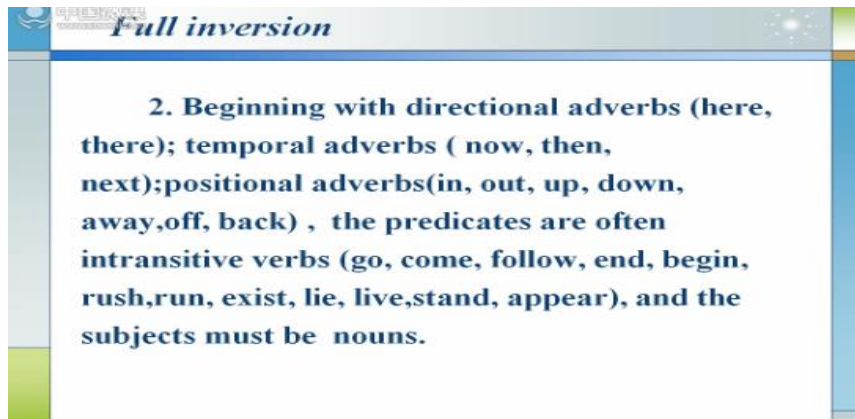 Full inversion
2. Beginning with directional adverbs (here,
there); temporal adverbs ( now, then,
next);positional adverbs(in, out, up, down,
away,off, back) , the predicates are often
intransitive verbs (go, come, follow, end, begin,
rush,run, exist, lie, live,stand, appear), and the
subjects must be nouns.